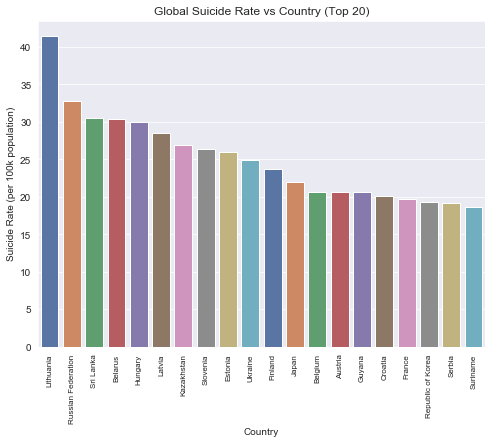 Global Suicide Rate vs Country (Top 20)
Suicide Rate (per 100k population)
40
35
30
25
20
15
10
5
0
Lithuania
Russian Federation
Sri Lanka
Belarus
Hungary
Latvia
Kazakhstan
Slovenia
Estonia
Ukraine
Finland
Japan
Belgium
Austria
Guyana
Croatia
France
Republic of Korea
Serbia
Suriname
Country